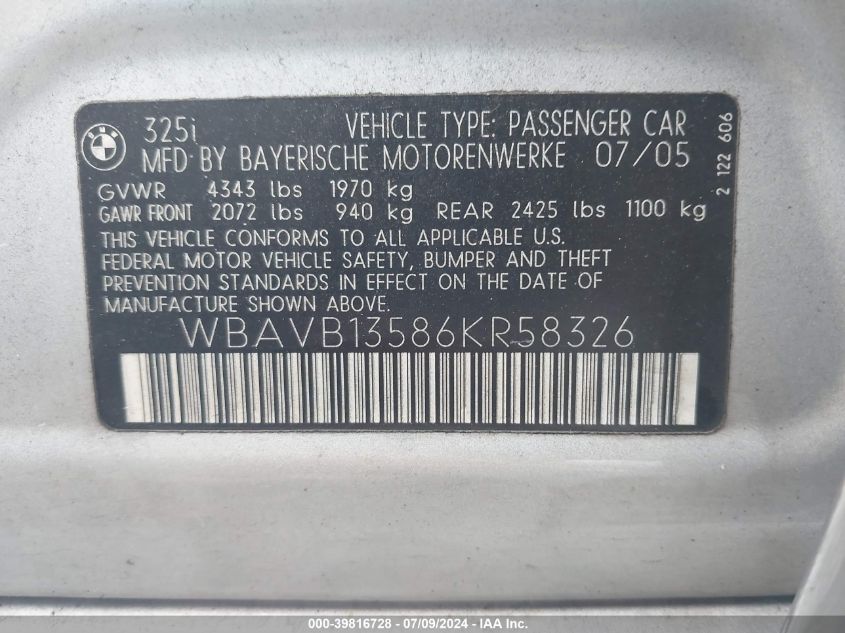 BMW
325i VEHICLE TYPE: PASSENGER CAR
MFD BY BAYERISCHE MOTORENWERKE 07/05
GVWR 4343 lbs 1970 kg
GAWR FRONT 2072 lbs 940 kg REAR 2425 lbs 1100 kg
THIS VEHICLE CONFORMS TO ALL APPLICABLE U.S.
FEDERAL MOTOR VEHICLE SAFETY, BUMPER AND THEFT
PREVENTION STANDARDS IN EFFECT ON THE DATE OF
MANUFACTURE SHOWN ABOVE.
WBAVB13586KR58326
2 122 606
000-39816728 - 07/09/2024 - IAA Inc.